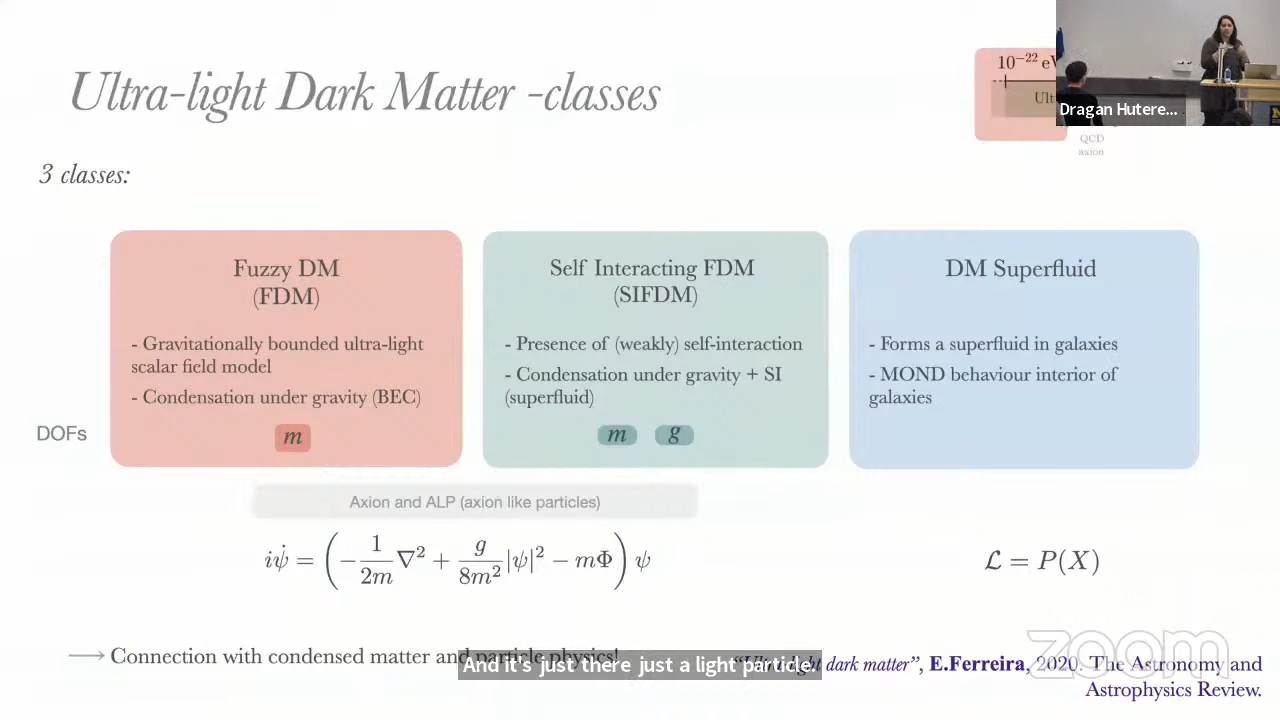 Ultra-light Dark Matter -classes
10⁻²² eV
Dragan Hutere...
QCD
axion
3 classes:
Fuzzy DM
(FDM)
- Gravitationally bounded ultra-light
scalar field model
- Condensation under gravity (BEC)
m
Self Interacting FDM
(SIFDM)
- Presence of (weakly) self-interaction
- Condensation under gravity + SI
(superfluid)
m g
DM Superfluid
- Forms a superfluid in galaxies
- MOND behaviour interior of
galaxies
DOFs
Axion and ALP (axion like particles)
iψ̇ = (−1/2m ∇² + g/8m² |ψ|² − mΦ) ψ
ℒ = P(X)
⟶ Connection with condensed matter and particle physics!
And it's just there just a light particle.
"Ultra-light dark matter", E.Ferreira, 2020. The Astronomy and
Astrophysics Review.
zoom